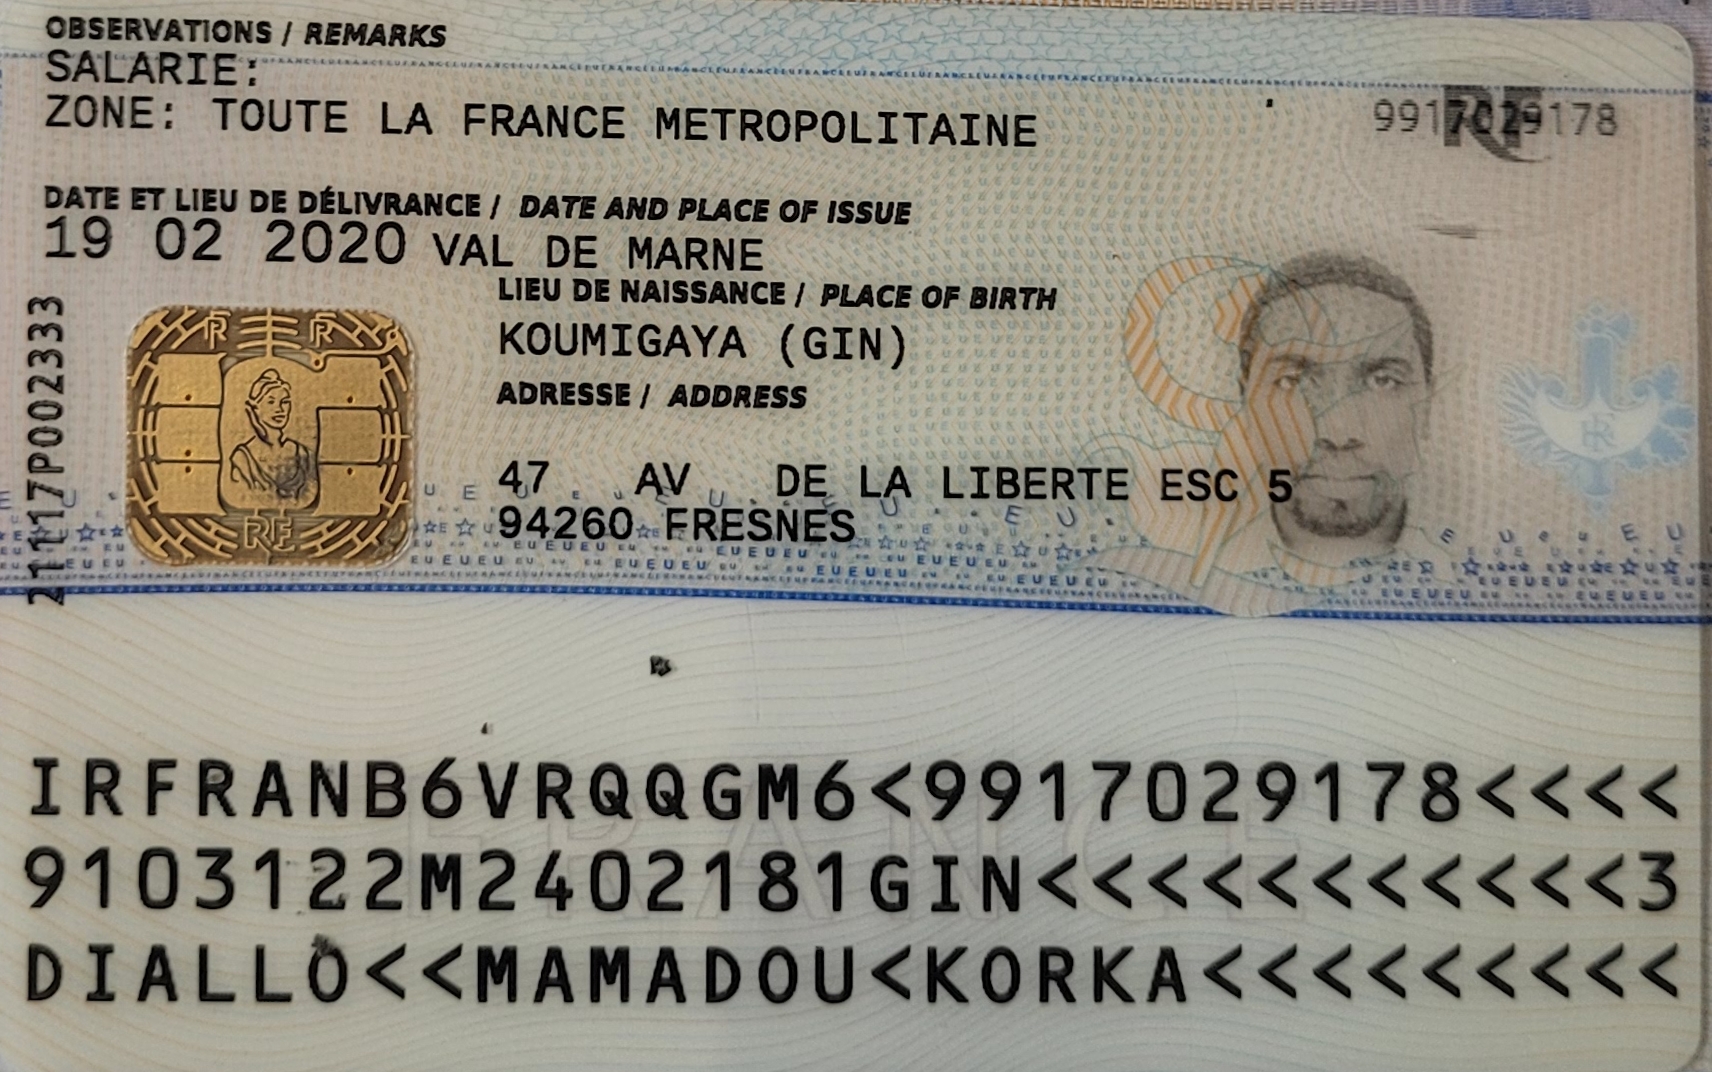 OBSERVATIONS / REMARKS
SALARIE:
ZONE: TOUTE LA FRANCE METROPOLITAINE
9917029178
DATE ET LIEU DE DÉLIVRANCE / DATE AND PLACE OF ISSUE
19 02 2020 VAL DE MARNE
LIEU DE NAISSANCE / PLACE OF BIRTH
KOUMIGAYA (GIN)
ADRESSE / ADDRESS
47 AV DE LA LIBERTE ESC 5
94260 FRESNES
2117P002333
RF
IRFRANB6VRQQGM6<9917029178<<<<
9103122M2402181GIN<<<<<<<<<<<3
DIALLO<<MAMADOU<KORKA<<<<<<<<<